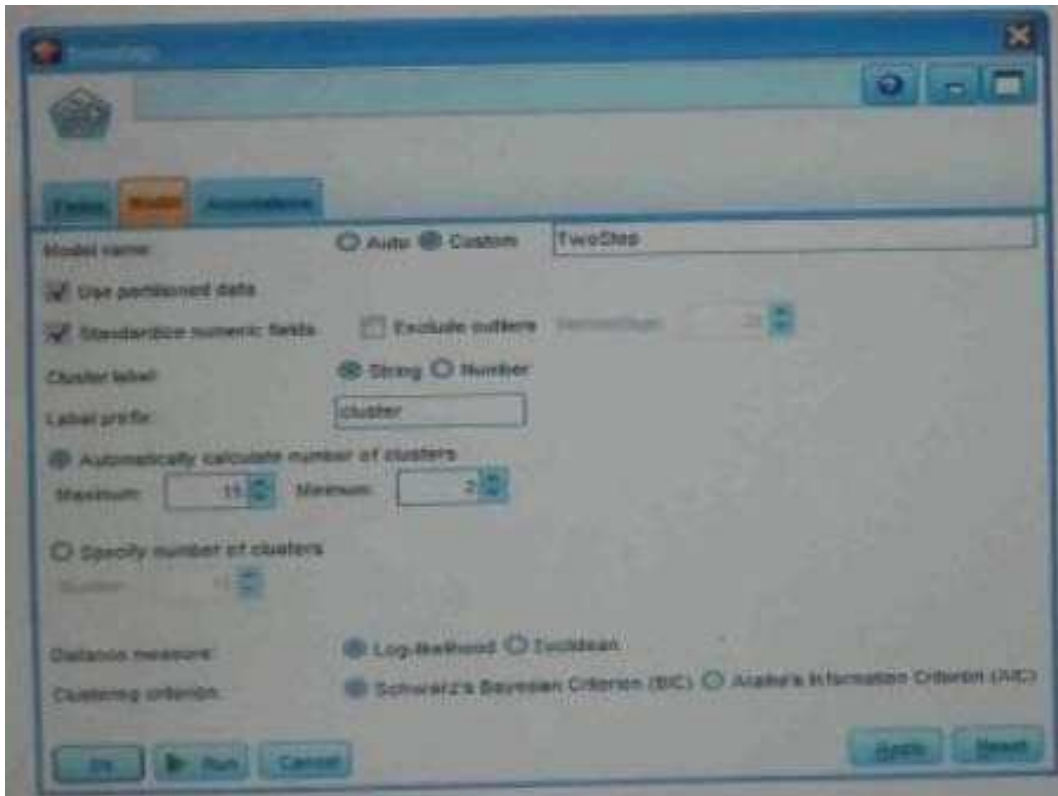 TwoStep
Fields Model Annotations
Model name: Auto Custom TwoStep
Use partitioned data
Standardize numeric fields Exclude outliers Percentage: 25
Cluster label: String Number
Label prefix: cluster
Automatically calculate number of clusters
Maximum: 15 Minimum: 2
Specify number of clusters
Number:
Distance measure: Log-likelihood Euclidean
Clustering criterion: Schwarz's Bayesian Criterion (BIC) Akaike's Information Criterion (AIC)
Ok Run Cancel Apply Reset